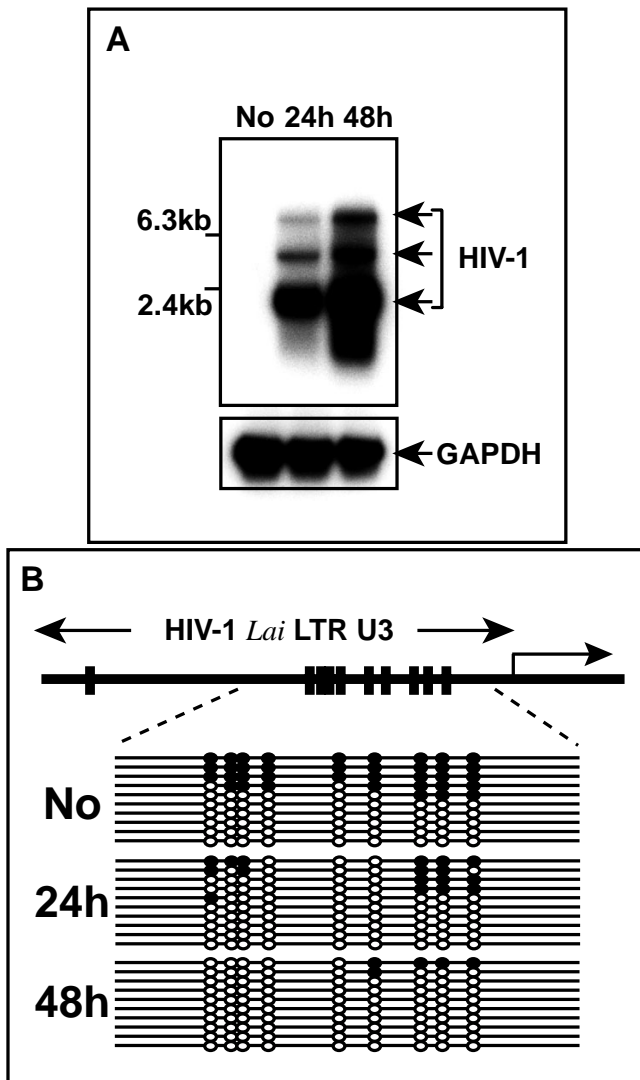 A
No 24h 48h
6.3kb
2.4kb
HIV-1
GAPDH
B
HIV-1 Lai LTR U3
No
24h
48h